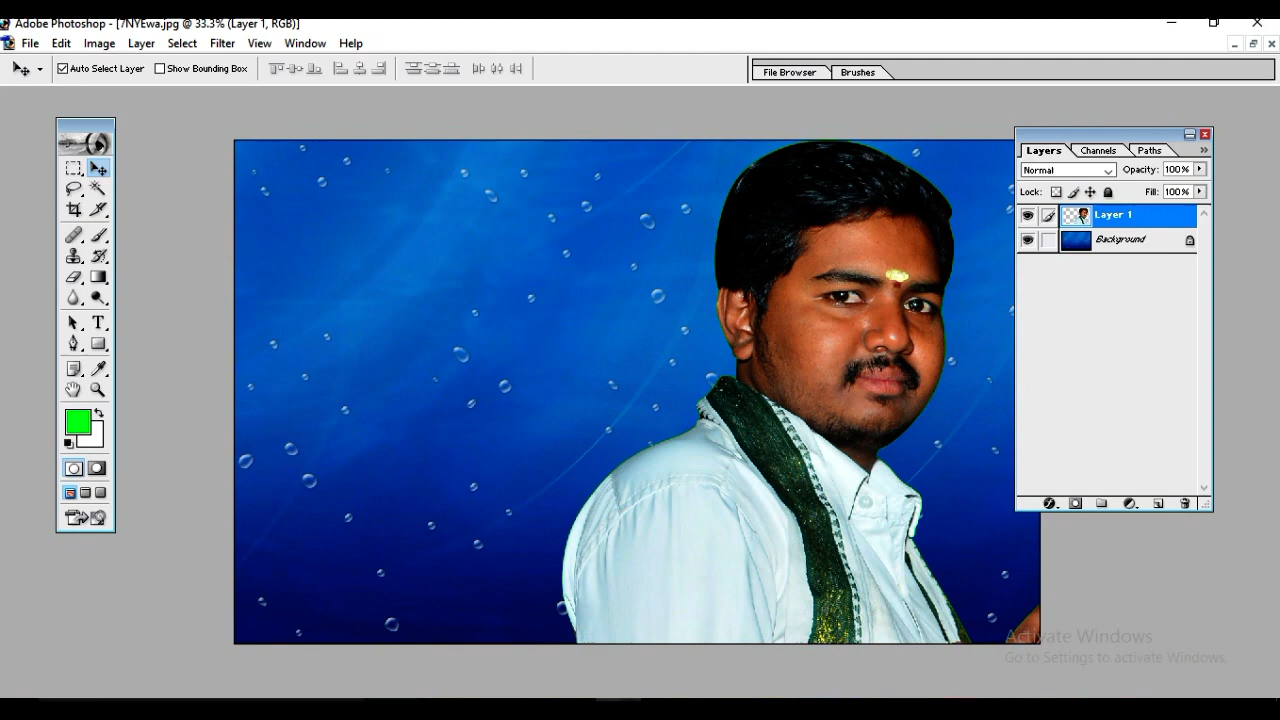 Adobe Photoshop - [7NYEwa.jpg @ 33.3% (Layer 1, RGB)]
File Edit Image Layer Select Filter View Window Help
Auto Select Layer Show Bounding Box File Browser Brushes
Layers Channels Paths
Normal Opacity: 100%
Lock: Fill: 100%
Layer 1
Background
T
Activate Windows
Go to Settings to activate Windows.